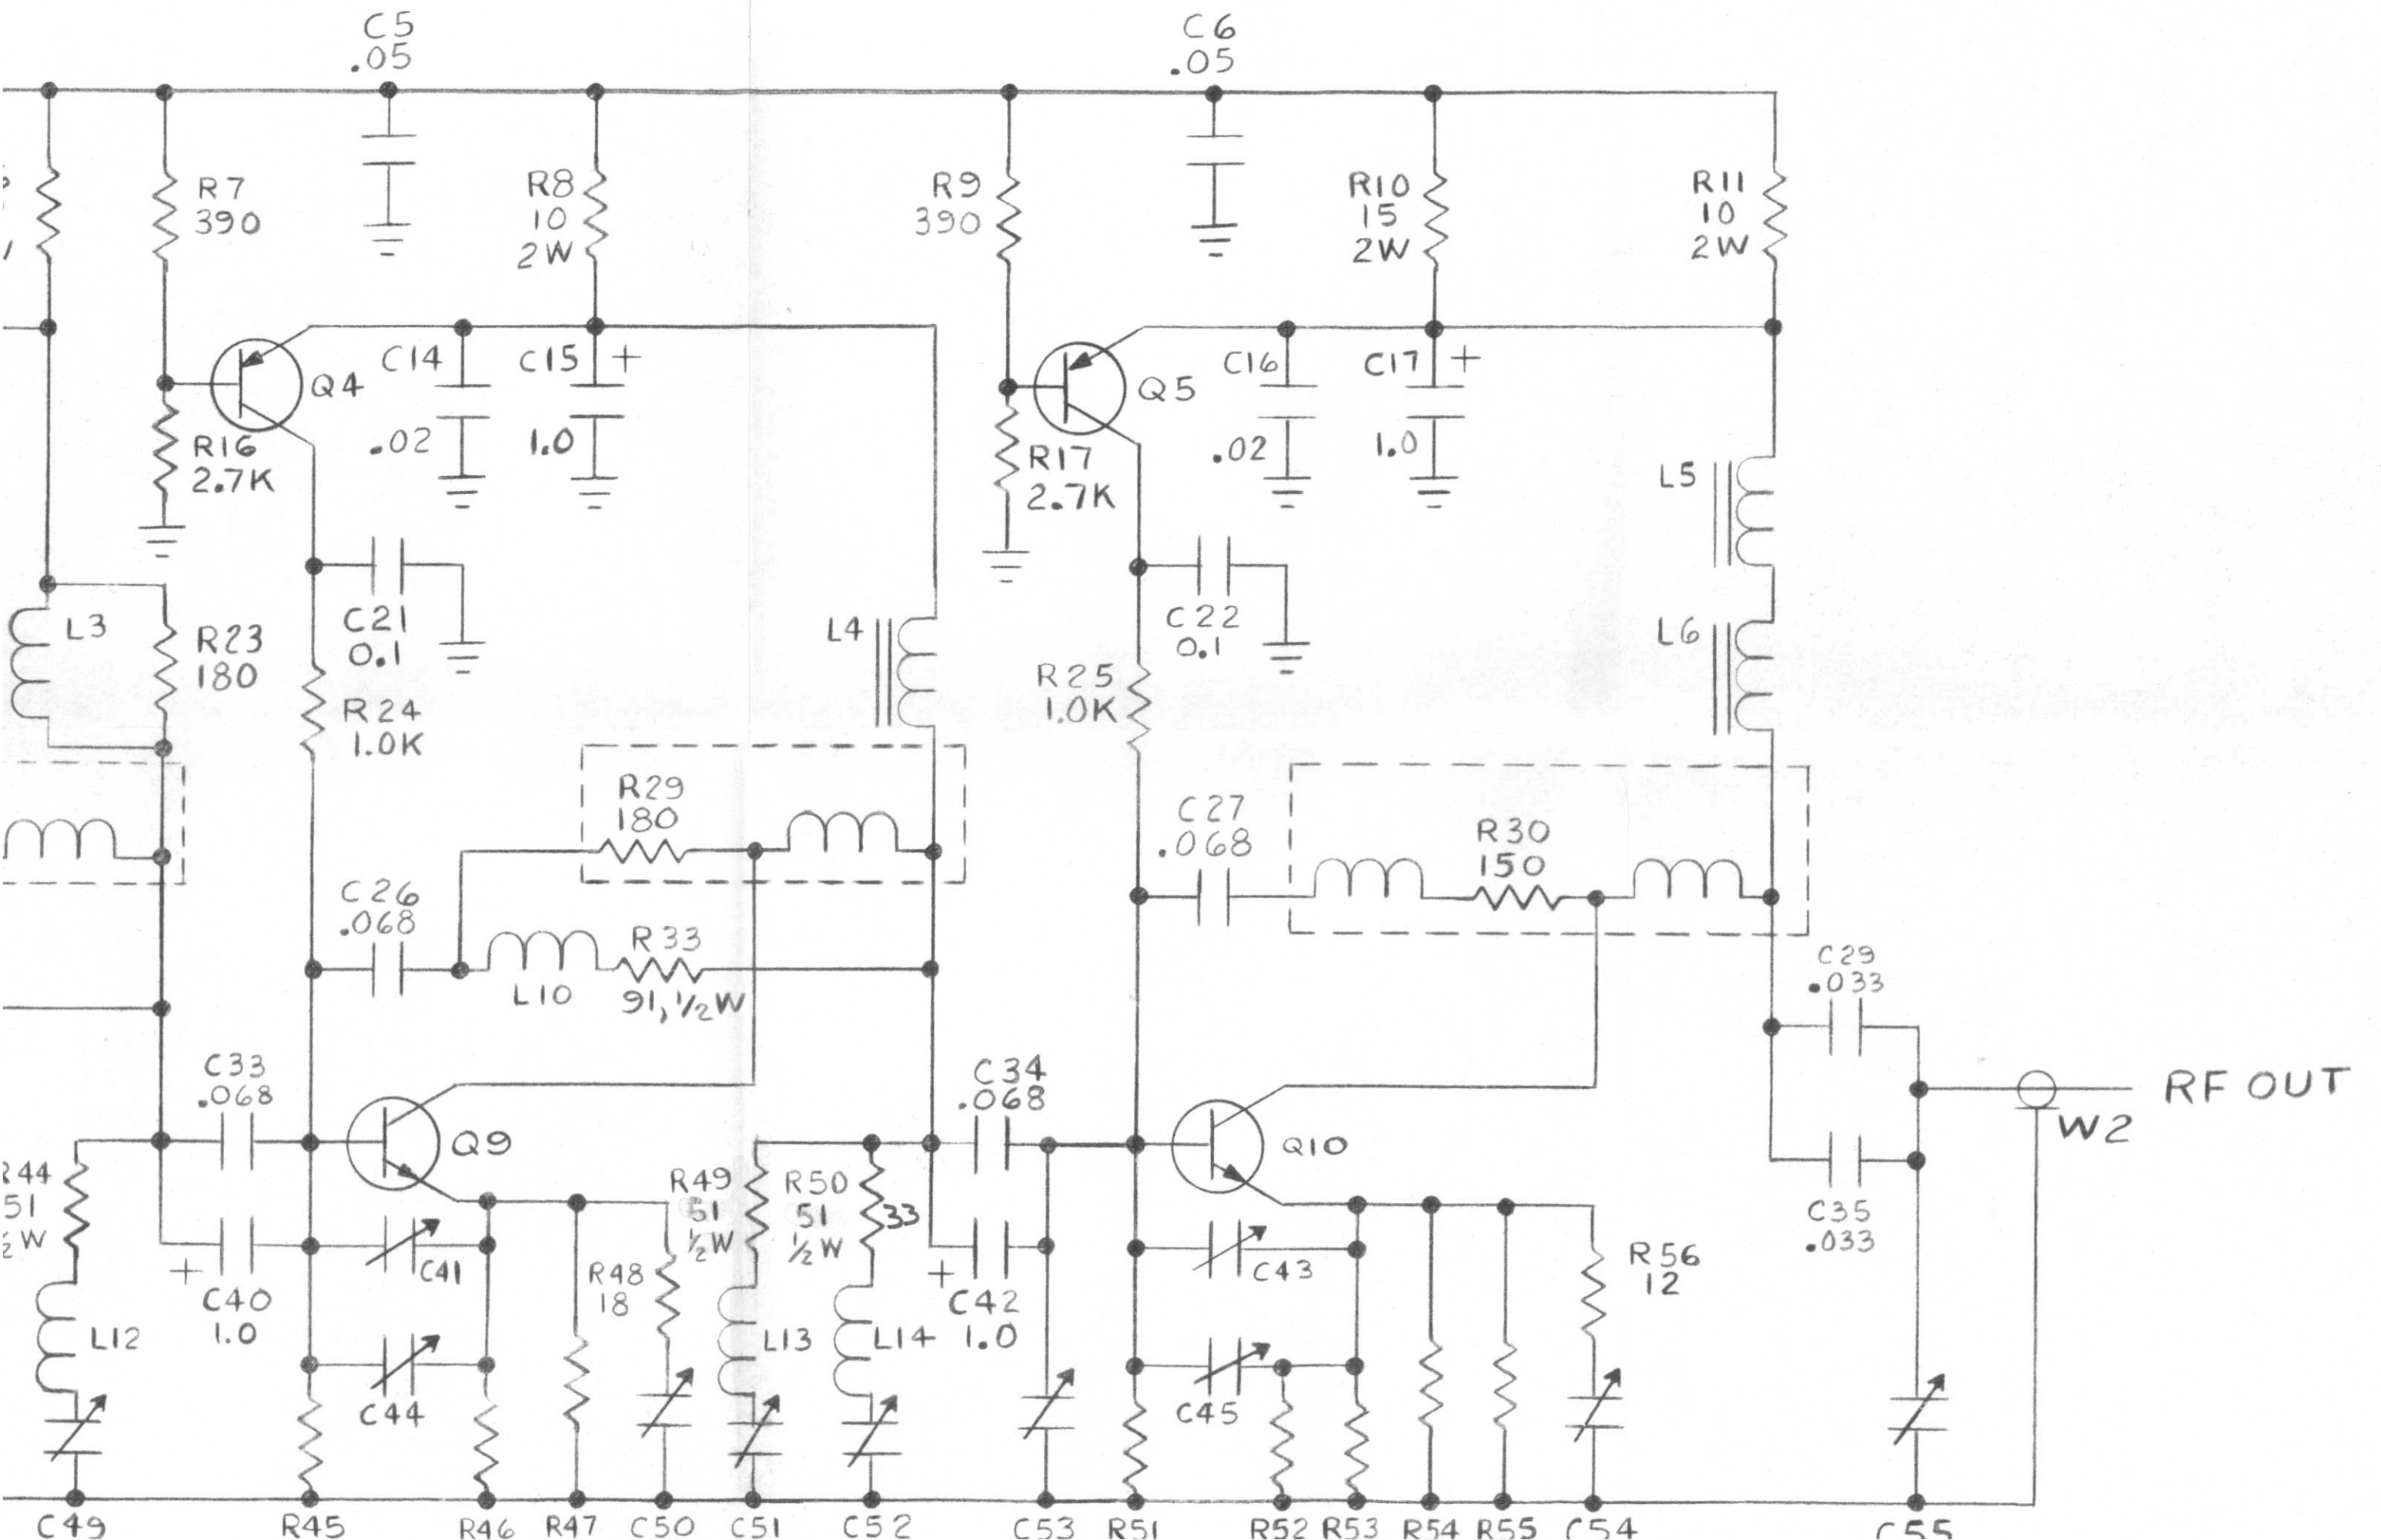 C5
.05
C6
.05
R7
390
R8
10
2W
R9
390
R10
15
2W
R11
10
2W
Q4
C14
.02
C15 +
1.0
Q5
C16
.02
C17 +
1.0
R16
2.7K
R17
2.7K
L5
L3
R23
180
C21
0.1
L4
C22
0.1
L6
R24
1.0K
R25
1.0K
R29
180
C27
.068
R30
150
C26
.068
L10
R33
91, ½W
C29
.033
C33
.068
Q9
C34
.068
Q10
RF OUT
W2
R44
51
½W
R49
51
½W
R50
51
½W
33
C35
.033
+
C40
1.0
C41
R48
18
+
C42
1.0
C43
R56
12
L12
L13
L14
C44
C45
C49
R45
R46
R47
C50
C51
C52
C53
R51
R52
R53
R54
R55
C54
C55